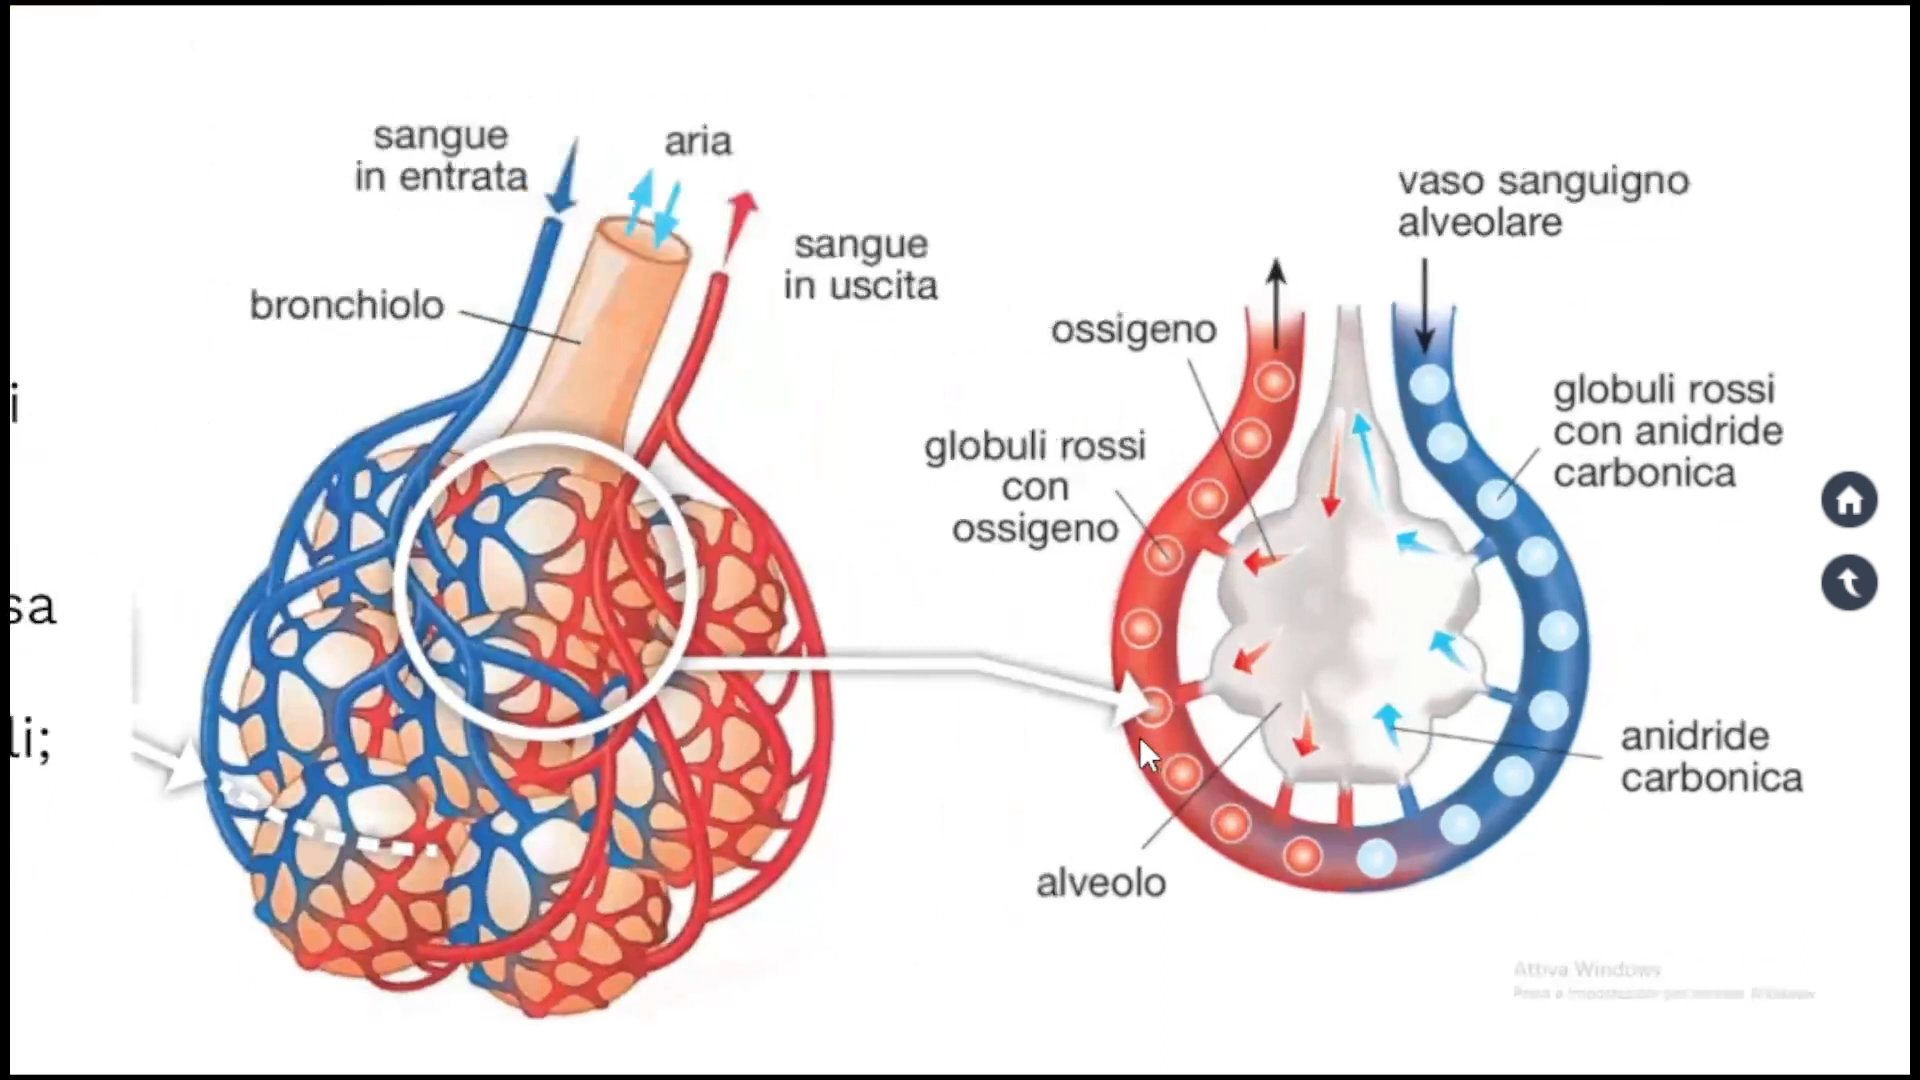 sangue
in entrata
aria
sangue
in uscita
bronchiolo
vaso sanguigno
alveolare
ossigeno
globuli rossi
con
ossigeno
globuli rossi
con anidride
carbonica
anidride
carbonica
alveolo
i
sa
li;
Attiva Windows